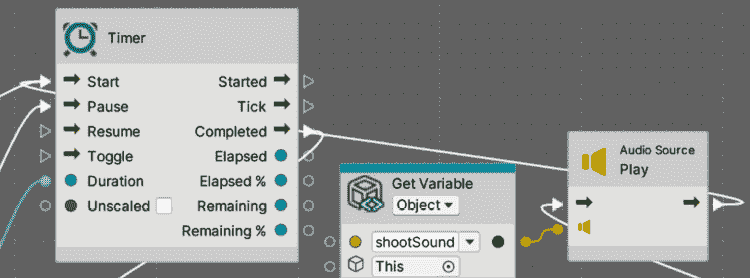 Timer
Start Started
Pause Tick
Resume Completed
Toggle Elapsed
Duration Elapsed %
Unscaled Remaining
Remaining %
Get Variable
Object
shootSound
This
Audio Source
Play